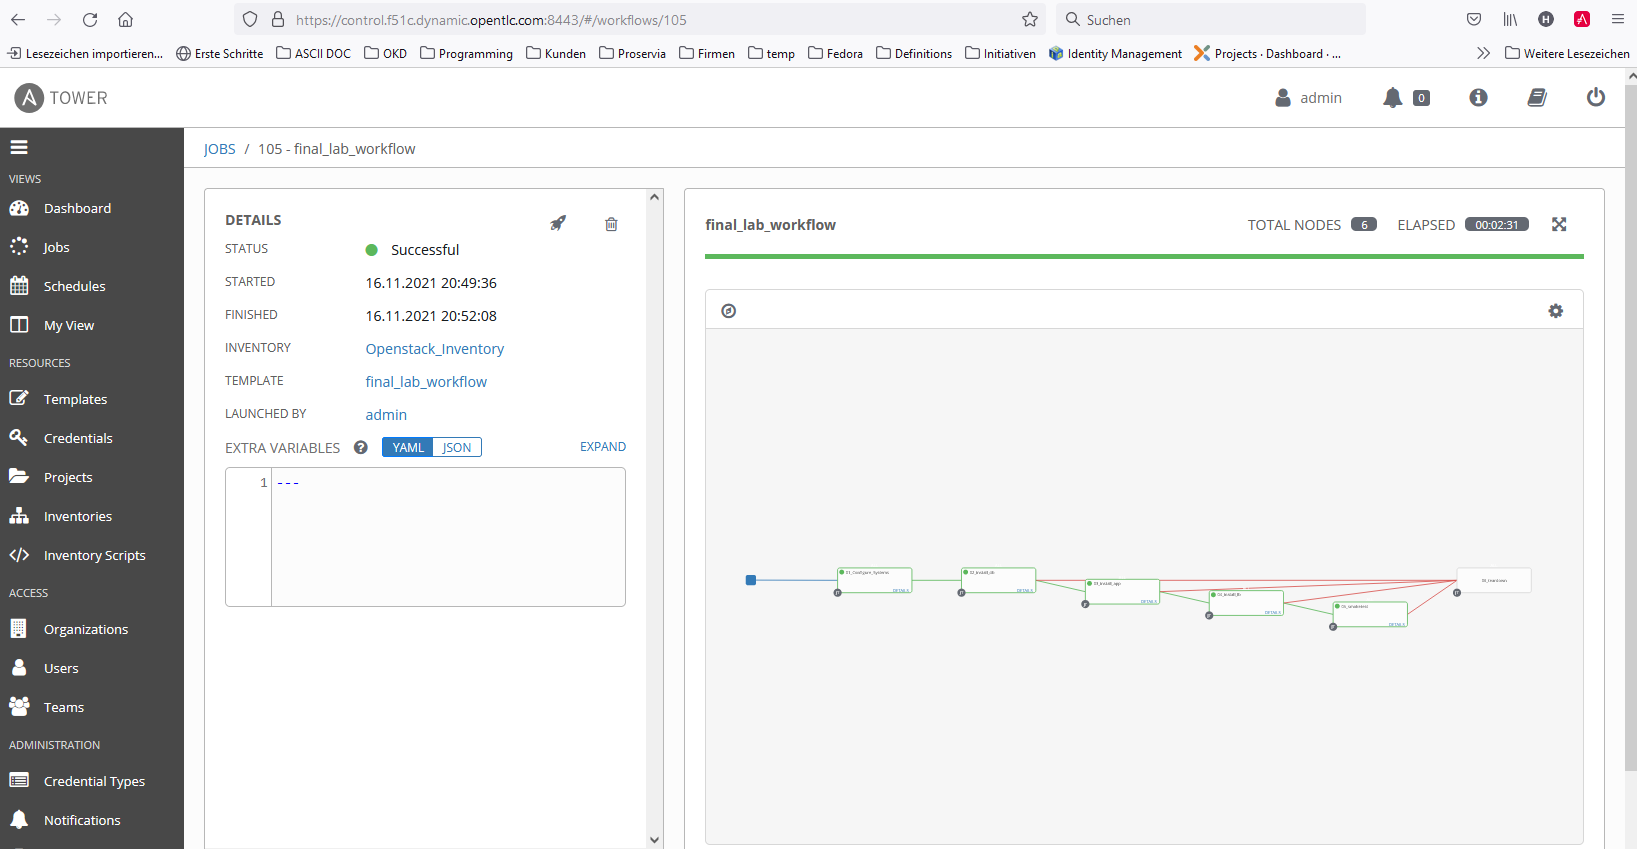 https://control.f51c.dynamic.opentlc.com:8443/#/workflows/105
Suchen
Lesezeichen importieren... Erste Schritte ASCII DOC OKD Programming Kunden Proservia Firmen temp Fedora Definitions Initiativen Identity Management Projects · Dashboard · ... Weitere Lesezeichen
A TOWER
admin 0
JOBS / 105 - final_lab_workflow
VIEWS
Dashboard
Jobs
Schedules
My View
RESOURCES
Templates
Credentials
Projects
Inventories
Inventory Scripts
ACCESS
Organizations
Users
Teams
ADMINISTRATION
Credential Types
Notifications
DETAILS
STATUS Successful
STARTED 16.11.2021 20:49:36
FINISHED 16.11.2021 20:52:08
INVENTORY Openstack_Inventory
TEMPLATE final_lab_workflow
LAUNCHED BY admin
EXTRA VARIABLES ? YAML JSON EXPAND
1 ---
final_lab_workflow TOTAL NODES 6 ELAPSED 00:02:31
01_Configure_Systems
DETAILS
02_Install_db
DETAILS
03_Install_app
DETAILS
04_Install_lb
DETAILS
05_smoketest
DETAILS